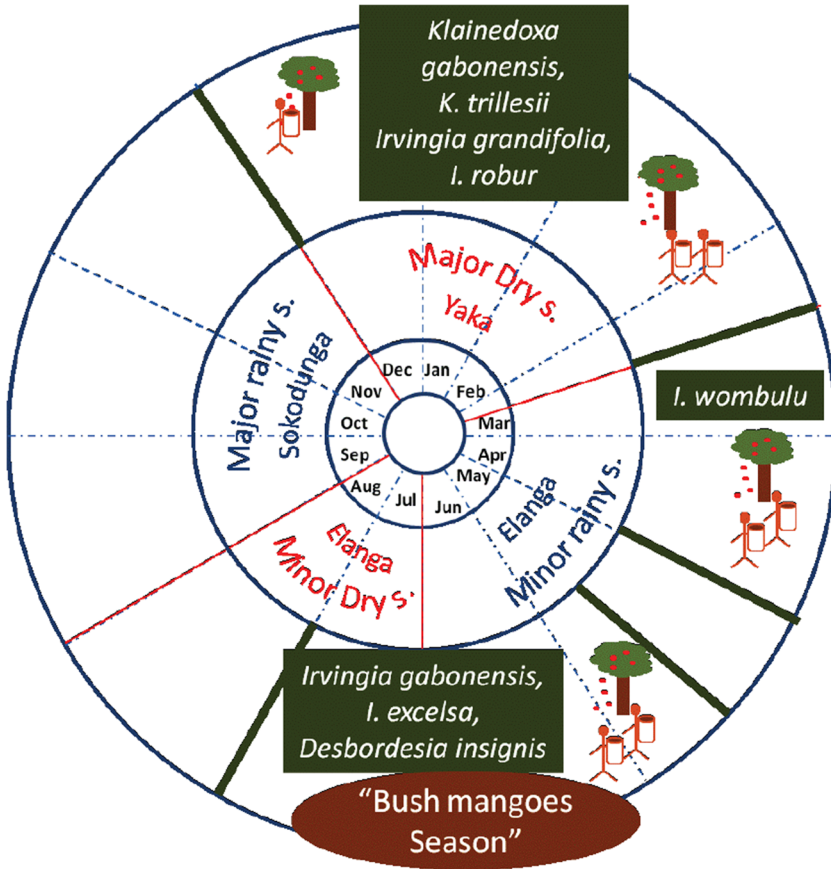 Klainedoxa
gabonensis,
K. trillesii
Irvingia grandifolia,
I. robur
Major Dry s.
Yaka
Major rainy s.
Sokodunga
Dec
Jan
Nov
Feb
Oct
Mar
Sep
Apr
Aug
May
Jul
Jun
I. wombulu
Elanga
Minor rainy s.
Elanga
Minor Dry s.
Irvingia gabonensis,
I. excelsa,
Desbordesia insignis
“Bush mangoes
Season”